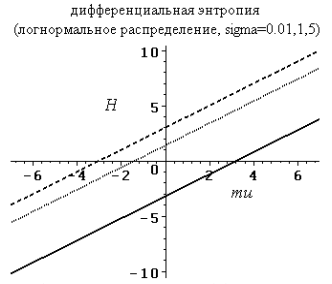 дифференциальная энтропия
(логнормальное распределение, sigma=0.01,1,5)
10
5
H
-6 -4 -2 0 2 4 6
mu
-5
-10